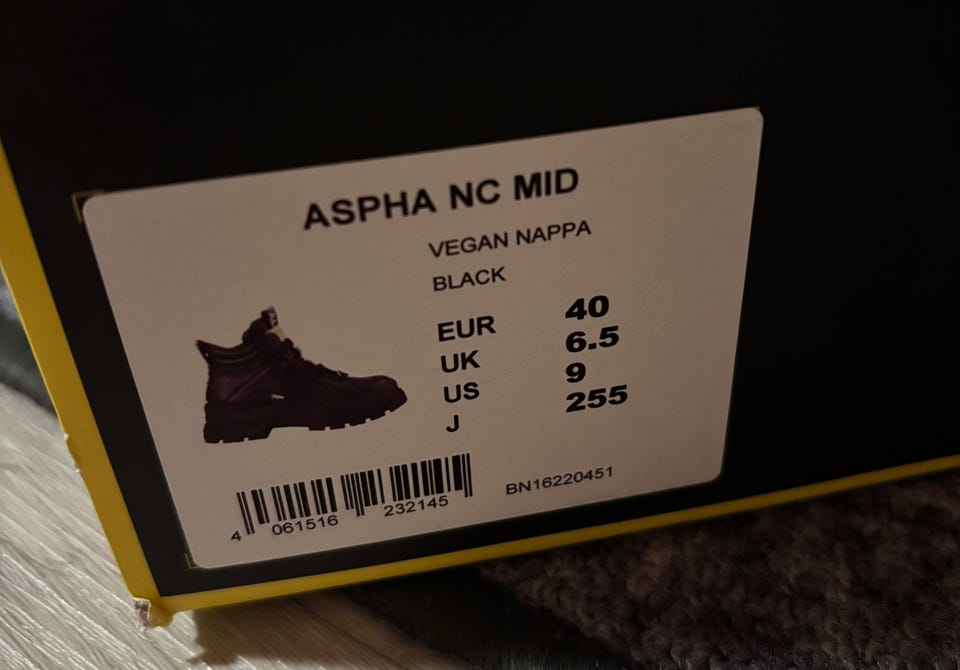 ASPHA NC MID
VEGAN NAPPA
BLACK
EUR 40
UK 6.5
US 9
J 255
4 061516 232145
BN16220451